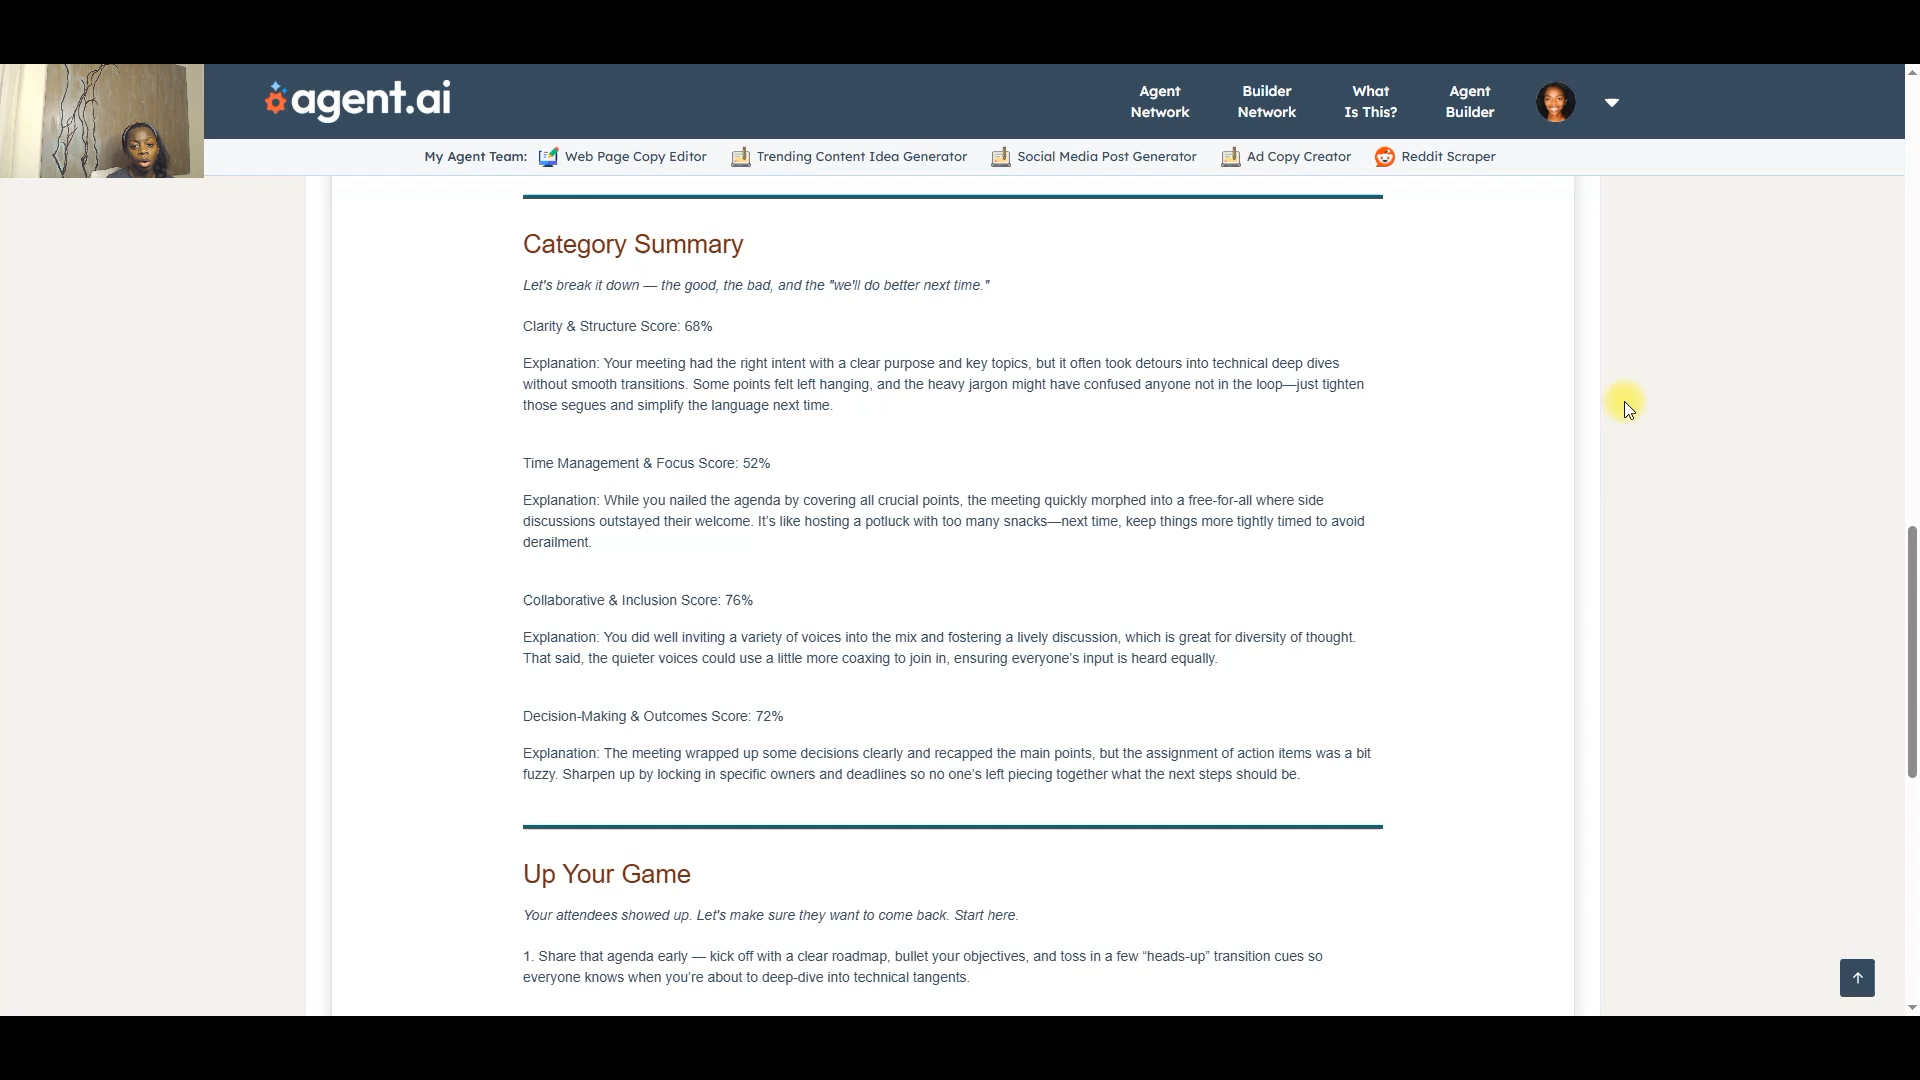 agent.ai
Agent
Network
Builder
Network
What
Is This?
Agent
Builder
My Agent Team: Web Page Copy Editor Trending Content Idea Generator Social Media Post Generator Ad Copy Creator Reddit Scraper
Category Summary
Let's break it down — the good, the bad, and the "we'll do better next time."
Clarity & Structure Score: 68%
Explanation: Your meeting had the right intent with a clear purpose and key topics, but it often took detours into technical deep dives
without smooth transitions. Some points felt left hanging, and the heavy jargon might have confused anyone not in the loop—just tighten
those segues and simplify the language next time.
Time Management & Focus Score: 52%
Explanation: While you nailed the agenda by covering all crucial points, the meeting quickly morphed into a free-for-all where side
discussions outstayed their welcome. It’s like hosting a potluck with too many snacks—next time, keep things more tightly timed to avoid
derailment.
Collaborative & Inclusion Score: 76%
Explanation: You did well inviting a variety of voices into the mix and fostering a lively discussion, which is great for diversity of thought.
That said, the quieter voices could use a little more coaxing to join in, ensuring everyone’s input is heard equally.
Decision-Making & Outcomes Score: 72%
Explanation: The meeting wrapped up some decisions clearly and recapped the main points, but the assignment of action items was a bit
fuzzy. Sharpen up by locking in specific owners and deadlines so no one’s left piecing together what the next steps should be.
Up Your Game
Your attendees showed up. Let's make sure they want to come back. Start here.
1. Share that agenda early — kick off with a clear roadmap, bullet your objectives, and toss in a few “heads-up” transition cues so
everyone knows when you’re about to deep-dive into technical tangents.